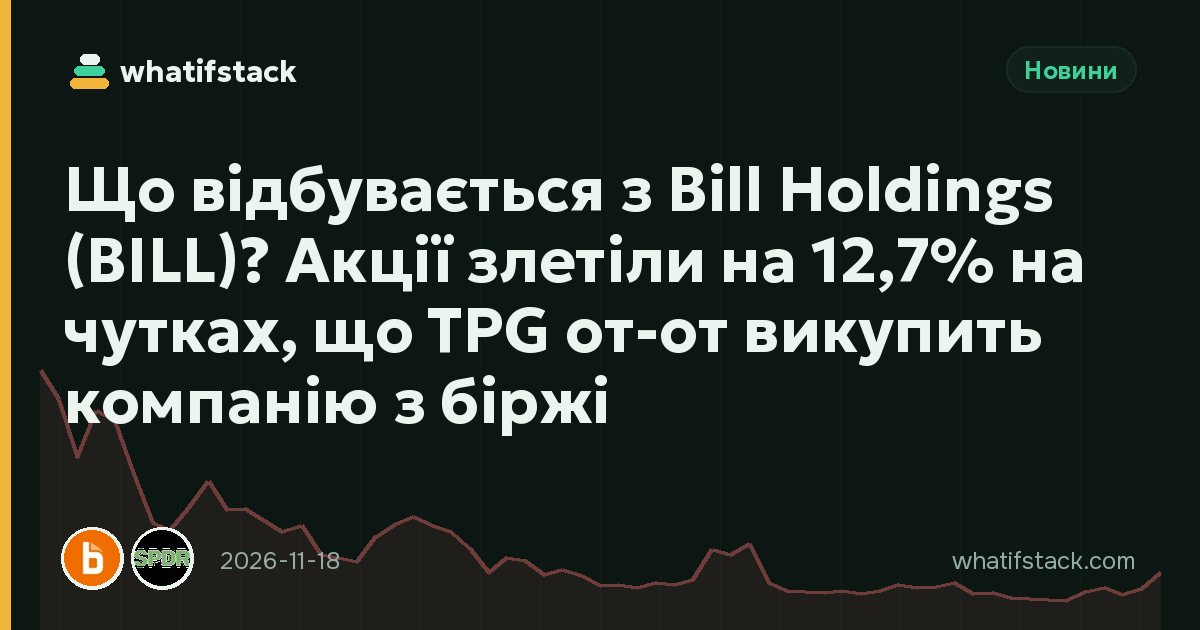 whatifstack
Новини
Що відбувається з Bill Holdings
(BILL)? Акції злетіли на 12,7% на
чутках, що TPG от-от викупить
компанію з біржі
b
SPDR
2026-11-18
whatifstack.com